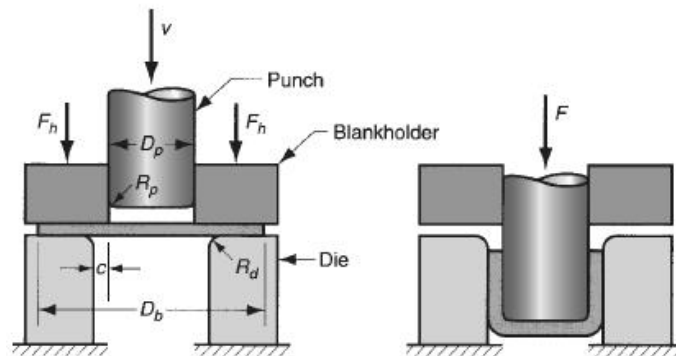 v
Punch
F_h
F_h
D_p
Blankholder
R_p
R_d
Die
c
D_b
F